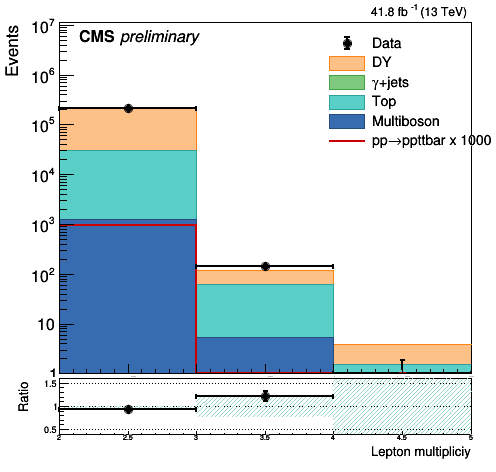 41.8 fb⁻¹ (13 TeV)
CMS preliminary
Events
10⁷
10⁶
10⁵
10⁴
10³
10²
10
1
Data
DY
γ+jets
Top
Multiboson
pp→ppttbar x 1000
Ratio
1.5
1
0.5
2 2.5 3 3.5 4 4.5 5
Lepton multipliciy